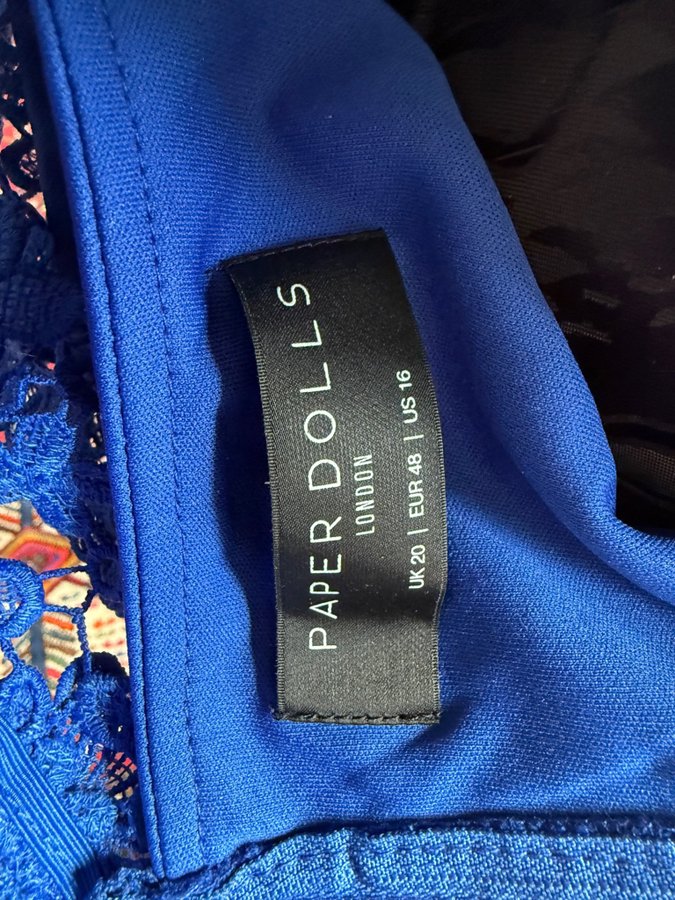 PAPER DOLLS
LONDON
UK 20 | EUR 48 | US 16